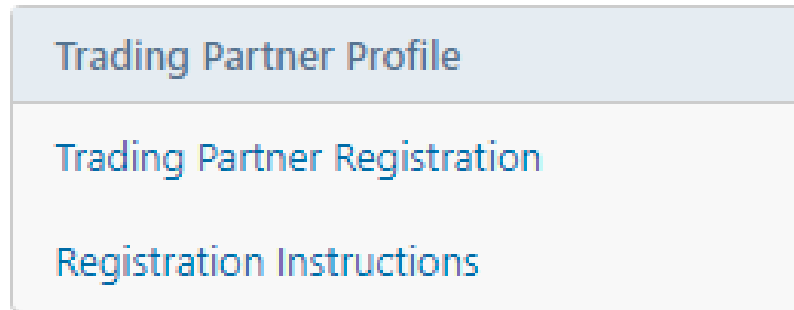 Trading Partner Profile
Trading Partner Registration
Registration Instructions